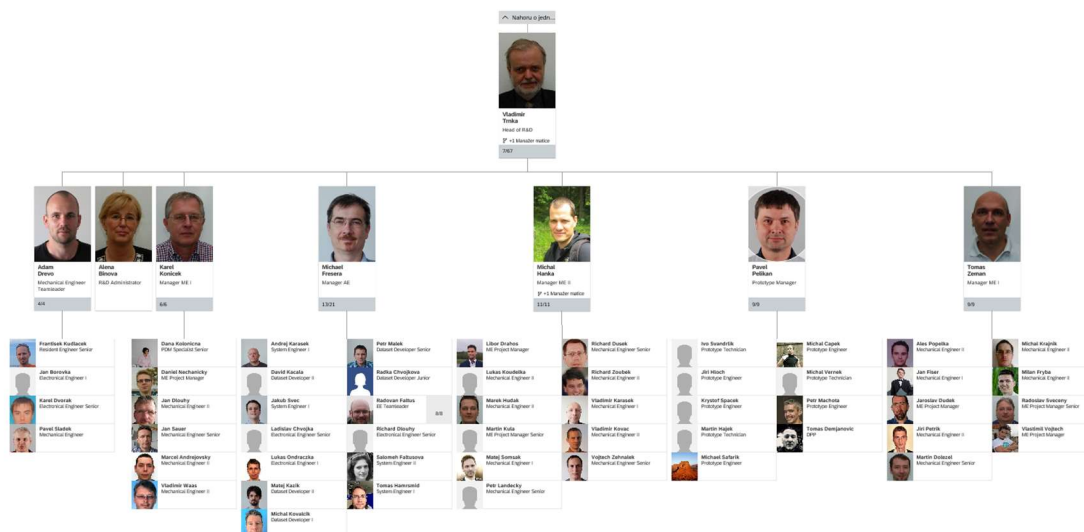 Nahoru o jedn...
Vladimir
Trnka
Head of R&D
+1 Manader matice
7/67
Adam
Drevo
Mechanical Engineer
Teamleader
4/4
Alena
Binova
R&D Administrator
Karel
Konicek
Manager ME I
6/6
Michael
Fresera
Manager AE
13/21
Michal
Hanka
Manager ME II
+1 Manader matice
11/11
Pavel
Pelikan
Prototype Manager
9/9
Tomas
Zeman
Manager ME I
9/9
Frantisek Kudlacek
Resident Engineer Senior
Jan Borovka
Electronical Engineer I
Karel Dvorak
Electronical Engineer Senior
Pavel Sladek
Mechanical Engineer
Dana Kolonicna
PDM Specialist Senior
Daniel Necharicky
ME Project Manager
Jan Dlouhy
Mechanical Engineer II
Jan Sauer
Mechanical Engineer Senior
Marcel Andrejovsky
Mechanical Engineer II
Vladimir Waas
Mechanical Engineer II
Andrej Karasek
System Engineer I
David Kacala
Dataset Developer II
Jakub Svec
System Engineer I
Ladislav Chvojka
Electronical Engineer Senior
Lukas Ondraczka
Electronical Engineer I
Matej Kacik
Dataset Developer II
Michal Kovalcik
Dataset Developer I
Petr Malek
Dataset Developer Senior
Radka Chvojkova
Dataset Developer Junior
Radovan Faltus
EE Teamleader
8/8
Richard Dlouhy
Electronical Engineer Senior
Salomeh Faltusova
System Engineer II
Tomas Hamrsmid
System Engineer I
Libor Drahos
ME Project Manager
Lukas Koudelka
Mechanical Engineer II
Marek Hudak
Mechanical Engineer II
Martin Kula
ME Project Manager Senior
Matej Somsak
Mechanical Engineer I
Petr Landecky
Mechanical Engineer Senior
Richard Dusek
Mechanical Engineer Senior
Richard Zoubek
Mechanical Engineer II
Vladimir Karasek
Mechanical Engineer I
Vladimir Kovac
Mechanical Engineer II
Vojtech Zehnalek
Mechanical Engineer Senior
Ivo Svandrlik
Prototype Technician
Jiri Hloch
Prototype Technician
Krystof Spacek
Prototype Engineer
Martin Hajek
Prototype Technician
Michael Safarik
Prototype Engineer
Michal Capek
Prototype Engineer
Michal Vernek
Prototype Technician
Petr Machota
Prototype Engineer
Tomas Demjanovic
DPP
Ales Popelka
Mechanical Engineer II
Jan Fiser
Mechanical Engineer I
Jaroslav Dudek
ME Project Manager
Jiri Petrik
Mechanical Engineer II
Martin Dolezel
Mechanical Engineer Senior
Michal Krajnik
Mechanical Engineer II
Milan Fryba
Mechanical Engineer II
Radoslav Sveceny
ME Project Manager Senior
Vlastimil Vojtech
ME Project Manager